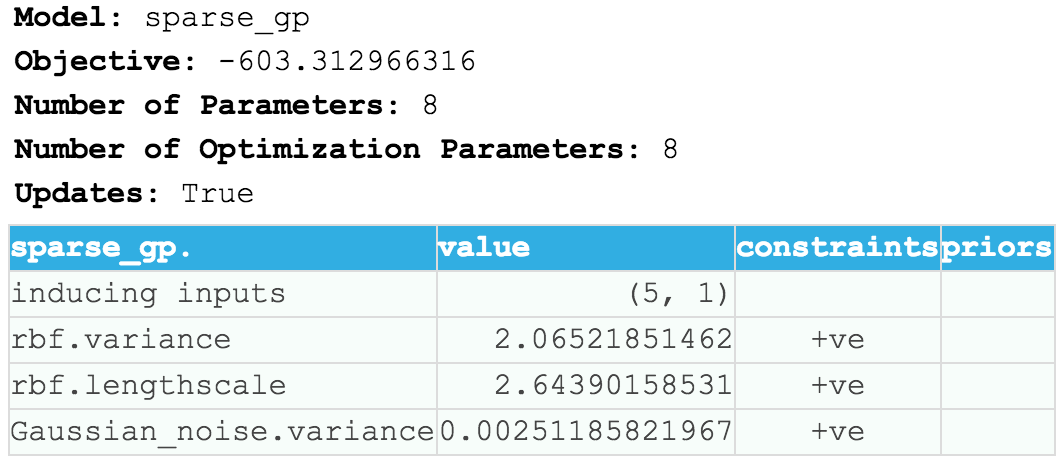 Model: sparse_gp
Objective: -603.312966316
Number of Parameters: 8
Number of Optimization Parameters: 8
Updates: True
sparse_gp. value constraints priors
inducing inputs (5, 1)
rbf.variance 2.06521851462 +ve
rbf.lengthscale 2.64390158531 +ve
Gaussian_noise.variance 0.00251185821967 +ve